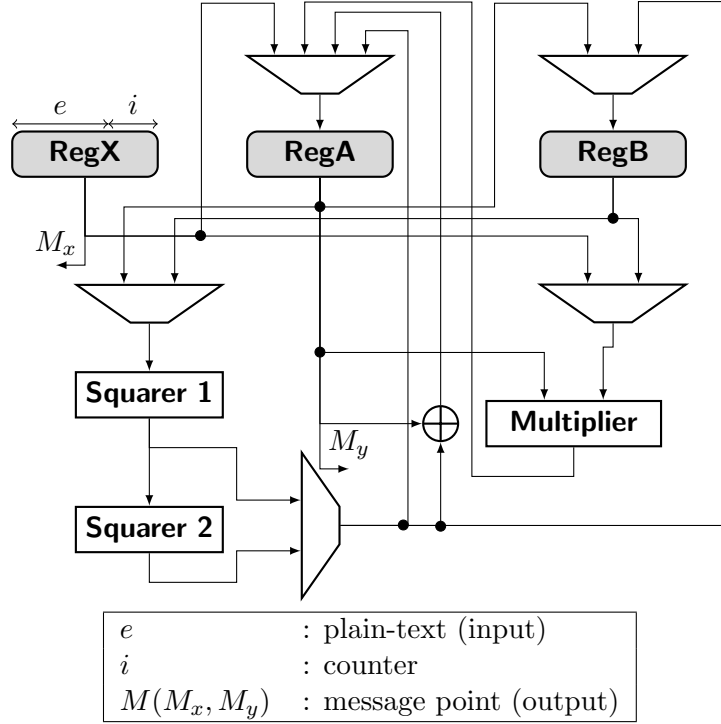 e i
RegX RegA RegB
M_x
Squarer 1
Multiplier
M_y
Squarer 2
e : plain-text (input)
i : counter
M(M_x, M_y) : message point (output)